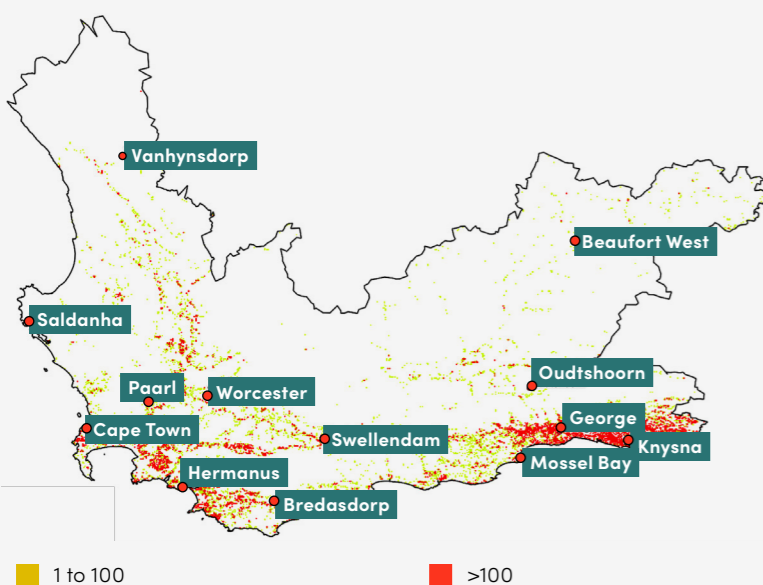 Vanhynsdorp
Beaufort West
Saldanha
Oudtshoorn
Paarl
Worcester
George
Cape Town
Swellendam
Knysna
Mossel Bay
Hermanus
Bredasdorp
1 to 100
>100